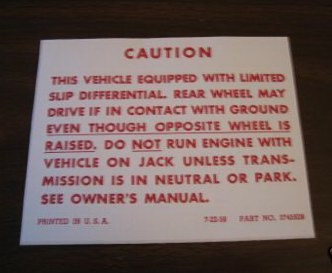 CAUTION
THIS VEHICLE EQUIPPED WITH LIMITED
SLIP DIFFERENTIAL. REAR WHEEL MAY
DRIVE IF IN CONTACT WITH GROUND
EVEN THOUGH OPPOSITE WHEEL IS
RAISED. DO NOT RUN ENGINE WITH
VEHICLE ON JACK UNLESS TRANS-
MISSION IS IN NEUTRAL OR PARK.
SEE OWNER'S MANUAL.
PRINTED IN U.S.A. PART NO.